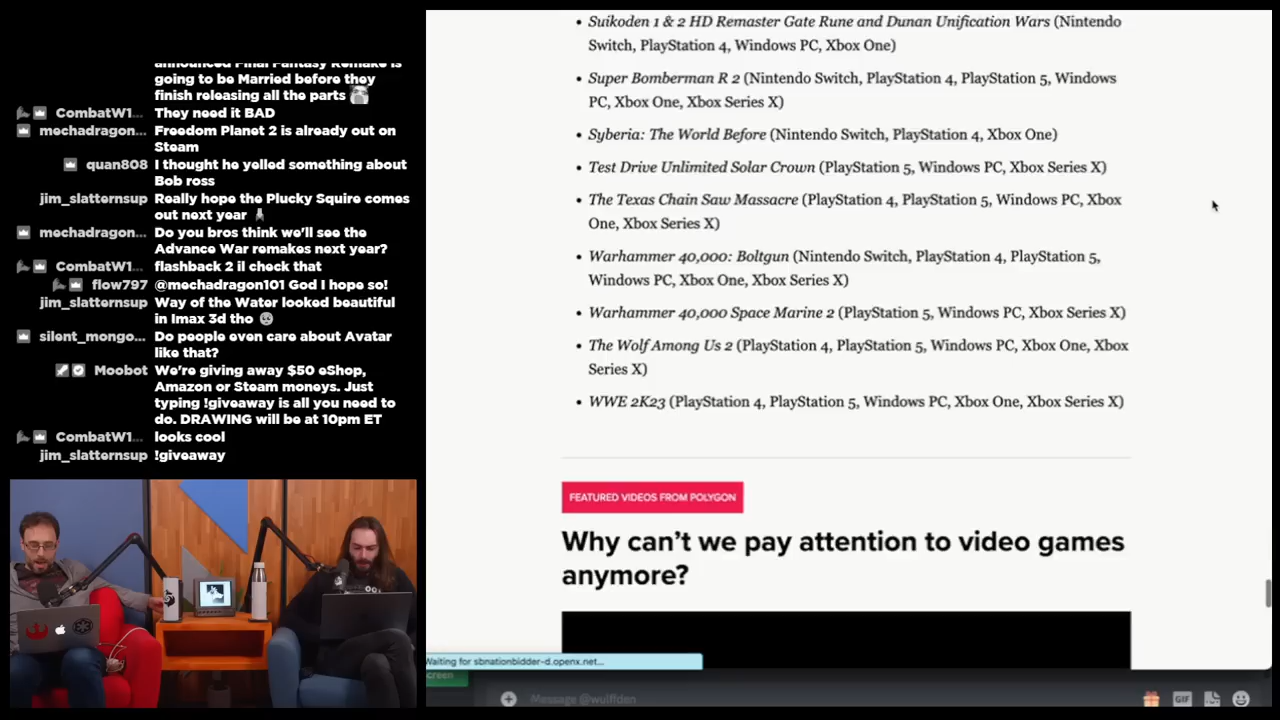 announced Final Fantasy Remake is
going to be Married before they
finish releasing all the parts
CombatW1... They need it BAD
mechadragon... Freedom Planet 2 is already out on
Steam
quan808 I thought he yelled something about
Bob ross
jim_slatternsup Really hope the Plucky Squire comes
out next year
mechadragon... Do you bros think we'll see the
Advance War remakes next year?
CombatW1... flashback 2 il check that
flow797 @mechadragon101 God I hope so!
jim_slatternsup Way of the Water looked beautiful
in Imax 3d tho
silent_mongo... Do people even care about Avatar
like that?
Moobot We're giving away $50 eShop,
Amazon or Steam moneys. Just
typing !giveaway is all you need to
do. DRAWING will be at 10pm ET
CombatW1... looks cool
jim_slatternsup !giveaway
• Suikoden 1 & 2 HD Remaster Gate Rune and Dunan Unification Wars (Nintendo
Switch, PlayStation 4, Windows PC, Xbox One)
• Super Bomberman R 2 (Nintendo Switch, PlayStation 4, PlayStation 5, Windows
PC, Xbox One, Xbox Series X)
• Syberia: The World Before (Nintendo Switch, PlayStation 4, Xbox One)
• Test Drive Unlimited Solar Crown (PlayStation 5, Windows PC, Xbox Series X)
• The Texas Chain Saw Massacre (PlayStation 4, PlayStation 5, Windows PC, Xbox
One, Xbox Series X)
• Warhammer 40,000: Boltgun (Nintendo Switch, PlayStation 4, PlayStation 5,
Windows PC, Xbox One, Xbox Series X)
• Warhammer 40,000 Space Marine 2 (PlayStation 5, Windows PC, Xbox Series X)
• The Wolf Among Us 2 (PlayStation 4, PlayStation 5, Windows PC, Xbox One, Xbox
Series X)
• WWE 2K23 (PlayStation 4, PlayStation 5, Windows PC, Xbox One, Xbox Series X)
FEATURED VIDEOS FROM POLYGON
Why can't we pay attention to video games
anymore?
Waiting for sbnationbidder-d.openx.net...
creen
Message @wulffden
GIF